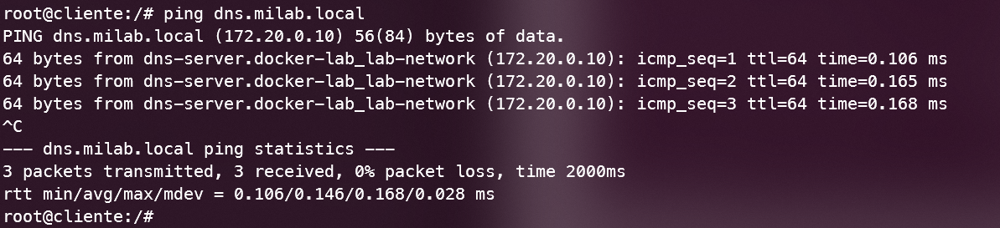 root@cliente:/# ping dns.milab.local
PING dns.milab.local (172.20.0.10) 56(84) bytes of data.
64 bytes from dns-server.docker-lab_lab-network (172.20.0.10): icmp_seq=1 ttl=64 time=0.106 ms
64 bytes from dns-server.docker-lab_lab-network (172.20.0.10): icmp_seq=2 ttl=64 time=0.165 ms
64 bytes from dns-server.docker-lab_lab-network (172.20.0.10): icmp_seq=3 ttl=64 time=0.168 ms
^C
--- dns.milab.local ping statistics ---
3 packets transmitted, 3 received, 0% packet loss, time 2000ms
rtt min/avg/max/mdev = 0.106/0.146/0.168/0.028 ms
root@cliente:/#